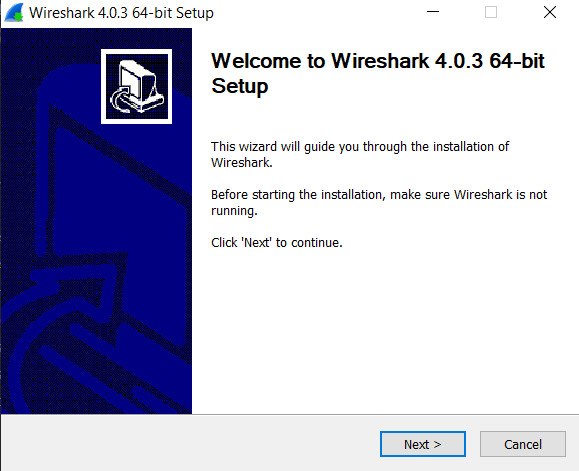 Wireshark 4.0.3 64-bit Setup
Welcome to Wireshark 4.0.3 64-bit
Setup
This wizard will guide you through the installation of
Wireshark.
Before starting the installation, make sure Wireshark is not
running.
Click 'Next' to continue.
Next >
Cancel